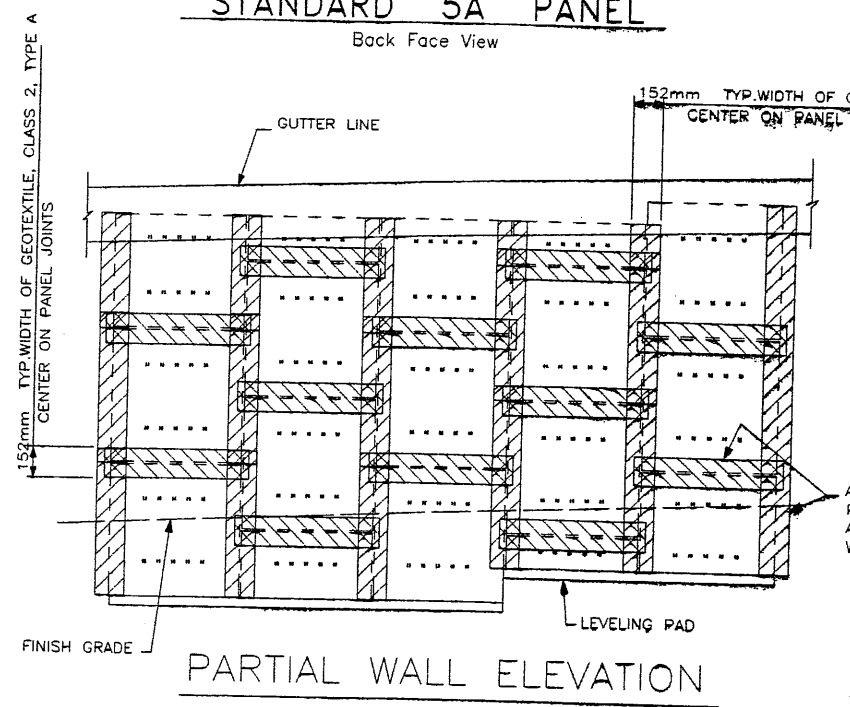 STANDARD 5A PANEL
Back Face View
152mm TYP.WIDTH OF GEOTEXTILE, CLASS 2, TYPE A
CENTER ON PANEL JOINTS
GUTTER LINE
152mm TYP.WIDTH OF
CENTER ON PANEL
FINISH GRADE
LEVELING PAD
PARTIAL WALL ELEVATION